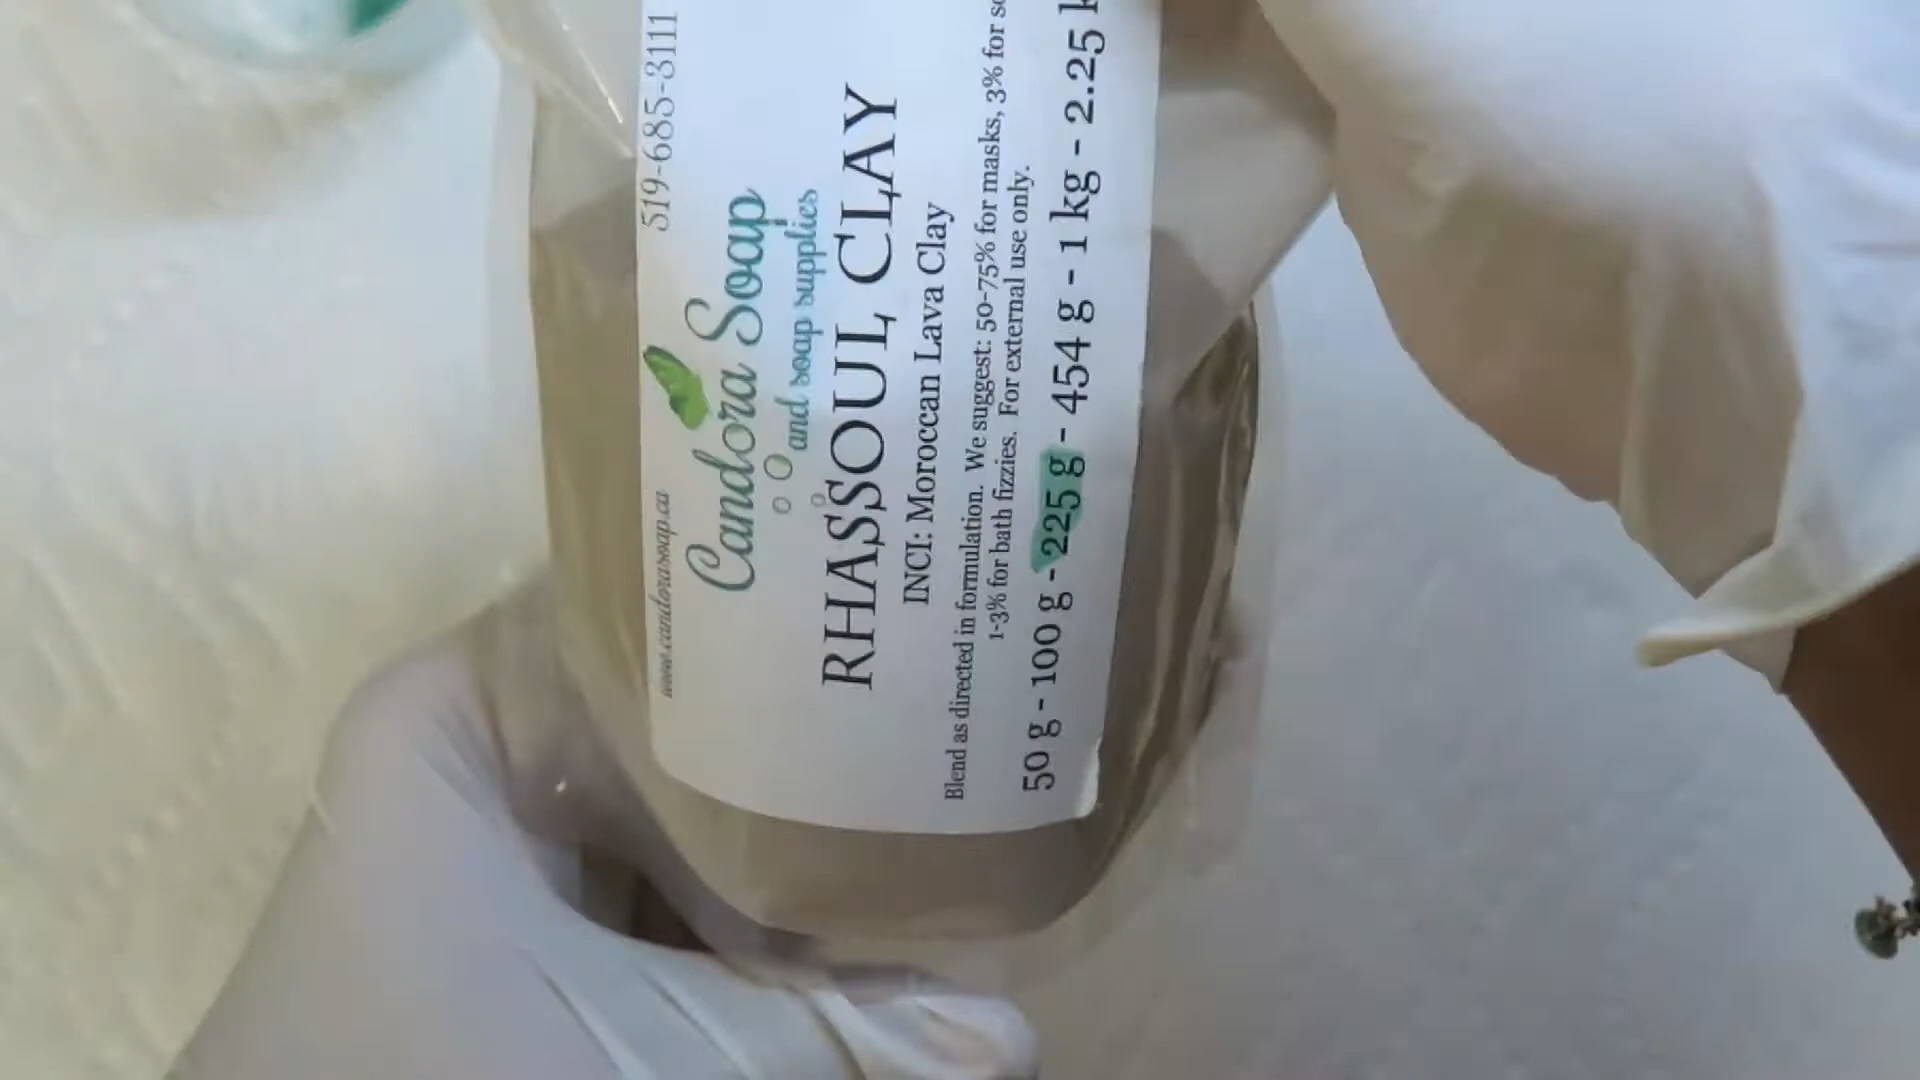 www.candorasoap.ca 519-685-3111
Candora Soap
and soap supplies
RHASSOUL CLAY
INCI: Moroccan Lava Clay
Blend as directed in formulation. We suggest: 50-75% for masks, 3% for
1-3% for bath fizzies. For external use only.
50 g - 100 g - 225 g - 454 g - 1 kg - 2.25